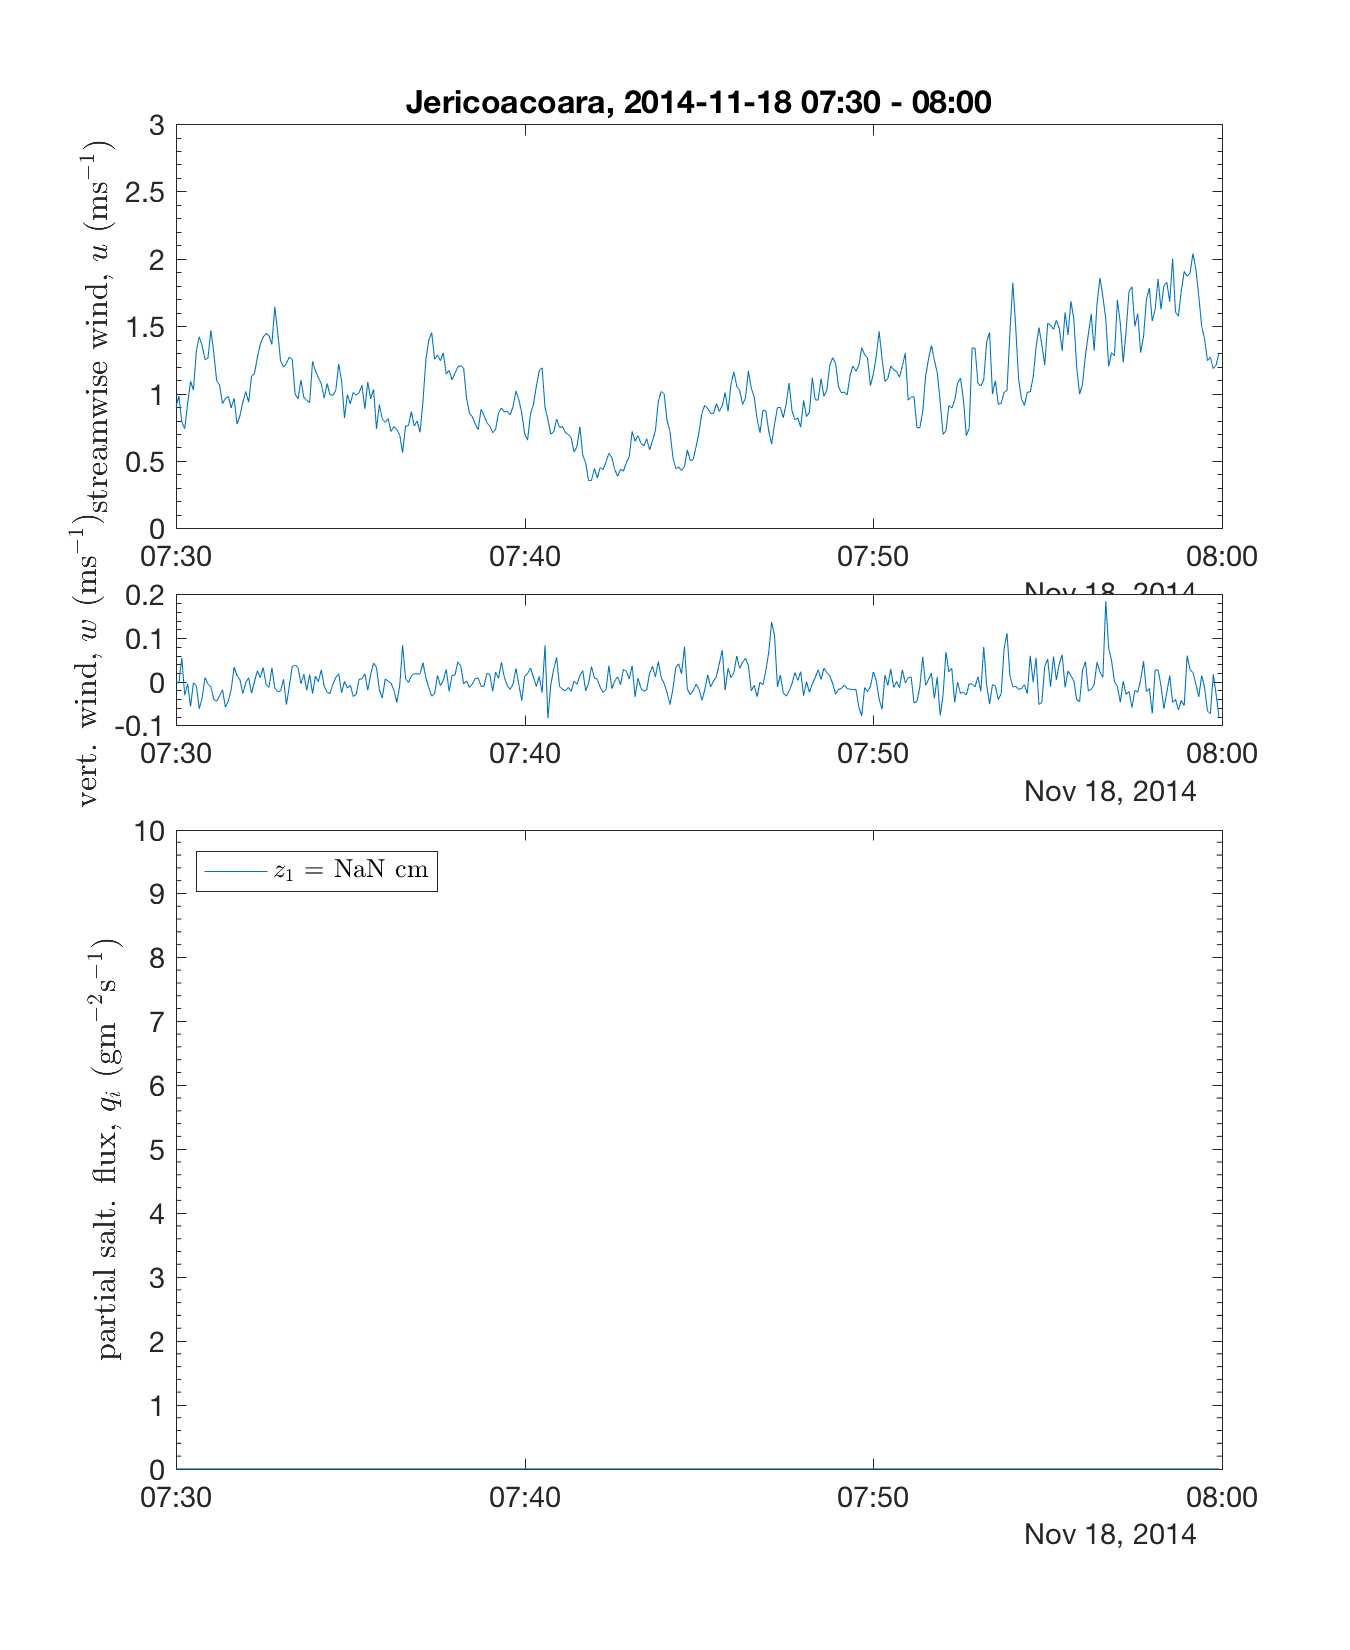 Jericoacoara, 2014-11-18 07:30 - 08:00
streamwise wind, u (ms⁻¹)
3
2.5
2
1.5
1
0.5
0
07:30 07:40 07:50 08:00
Nov 18, 2014
vert. wind, w (ms⁻¹)
0.2
0.1
0
-0.1
07:30 07:40 07:50 08:00
Nov 18, 2014
partial salt. flux, qᵢ (gm⁻²s⁻¹)
10
9
8
7
6
5
4
3
2
1
0
z₁ = NaN cm
07:30 07:40 07:50 08:00
Nov 18, 2014